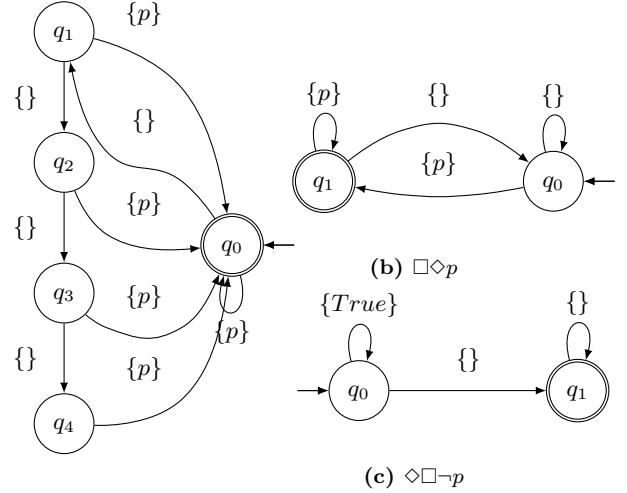 {p}
q₁
{}
{}
q₂
{p}
{}
q₀
q₃
{p}
{p}
{}
{p}
q₄
{p}
{}
{}
q₁
{p}
q₀
(b) □◇p
{True}
{}
{}
q₀
q₁
(c) ◇□¬p